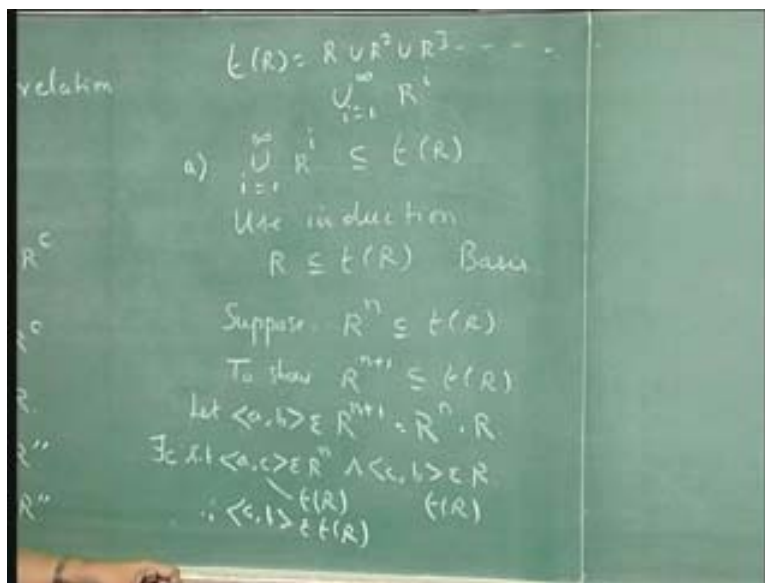 relation
R^c
R^c
R.
R''
R''
t(R) = R ∪ R² ∪ R³ - - - -
∪_{i=1}^∞ R^i
a) ∪_{i=1}^∞ R^i ⊆ t(R)
Use induction
R ⊆ t(R) Basis
Suppose R^n ⊆ t(R)
To show R^{n+1} ⊆ t(R)
Let <a,b> ε R^{n+1} = R^n · R
∃c s.t <a,c> ε R^n ∧ <c,b> ε R
t(R) t(R)
∴ <c,b> ε t(R)